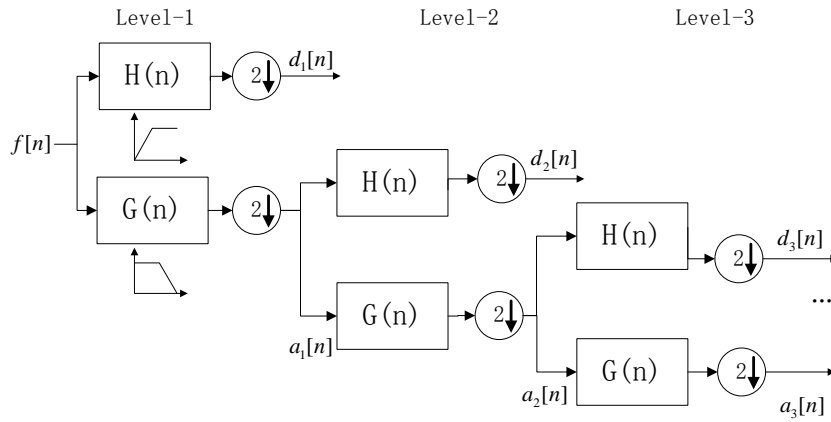 Level-1
Level-2
Level-3
H(n)
2
d₁[n]
f[n]
G(n)
2
H(n)
2
d₂[n]
a₁[n]
G(n)
2
H(n)
2
d₃[n]
...
a₂[n]
G(n)
2
a₃[n]